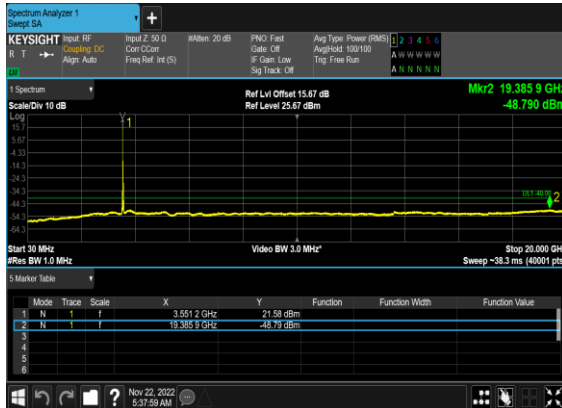 Spectrum Analyzer 1
Swept SA
KEYSIGHT Input: RF Input Z: 50 Ω #Atten: 20 dB PNO: Fast Avg Type: Power (RMS) 1 2 3 4 5 6
R T Coupling: DC Corr CCorr Gate: Off Avg|Hold: 100/100 A W W W W W
Align: Auto Freq Ref: Int (S) IF Gain: Low Trig: Free Run
LXI Sig Track: Off A N N N N N
1 Spectrum Ref Lvl Offset 15.67 dB Mkr2 19.385 9 GHz
Scale/Div 10 dB Ref Level 25.67 dBm -48.790 dBm
Log
15.7 1
5.67
-4.33
-14.3
-24.3
-34.3 DL1 -40.00 2
-44.3
-54.3
-64.3
Start 30 MHz Video BW 3.0 MHz* Stop 20.000 GHz
#Res BW 1.0 MHz Sweep ~38.3 ms (40001 pts)
5 Marker Table
Mode Trace Scale X Y Function Function Width Function Value
1 N 1 f 3.551 2 GHz 21.58 dBm
2 N 1 f 19.385 9 GHz -48.79 dBm
3
4
5
6
? Nov 22, 2022
5:37:59 AM